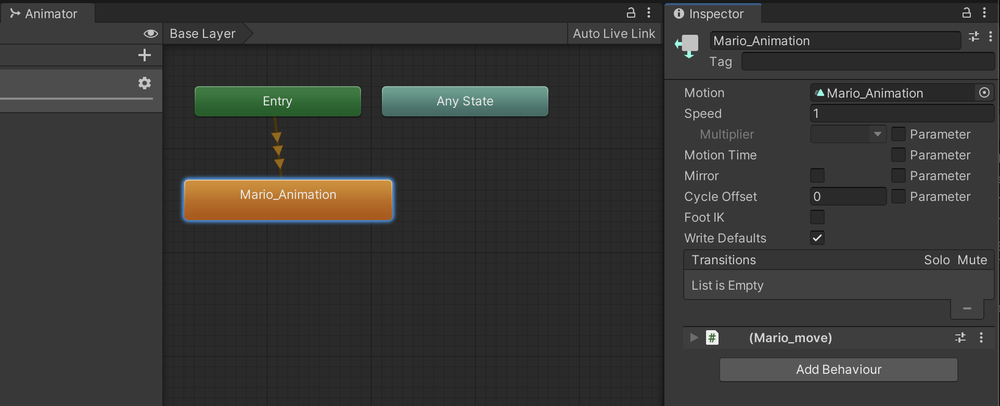 Animator
Base Layer
Auto Live Link
Entry
Any State
Mario_Animation
Inspector
Mario_Animation
Tag
Motion Mario_Animation
Speed 1
Multiplier Parameter
Motion Time Parameter
Mirror Parameter
Cycle Offset 0 Parameter
Foot IK
Write Defaults
Transitions Solo Mute
List is Empty
# (Mario_move)
Add Behaviour